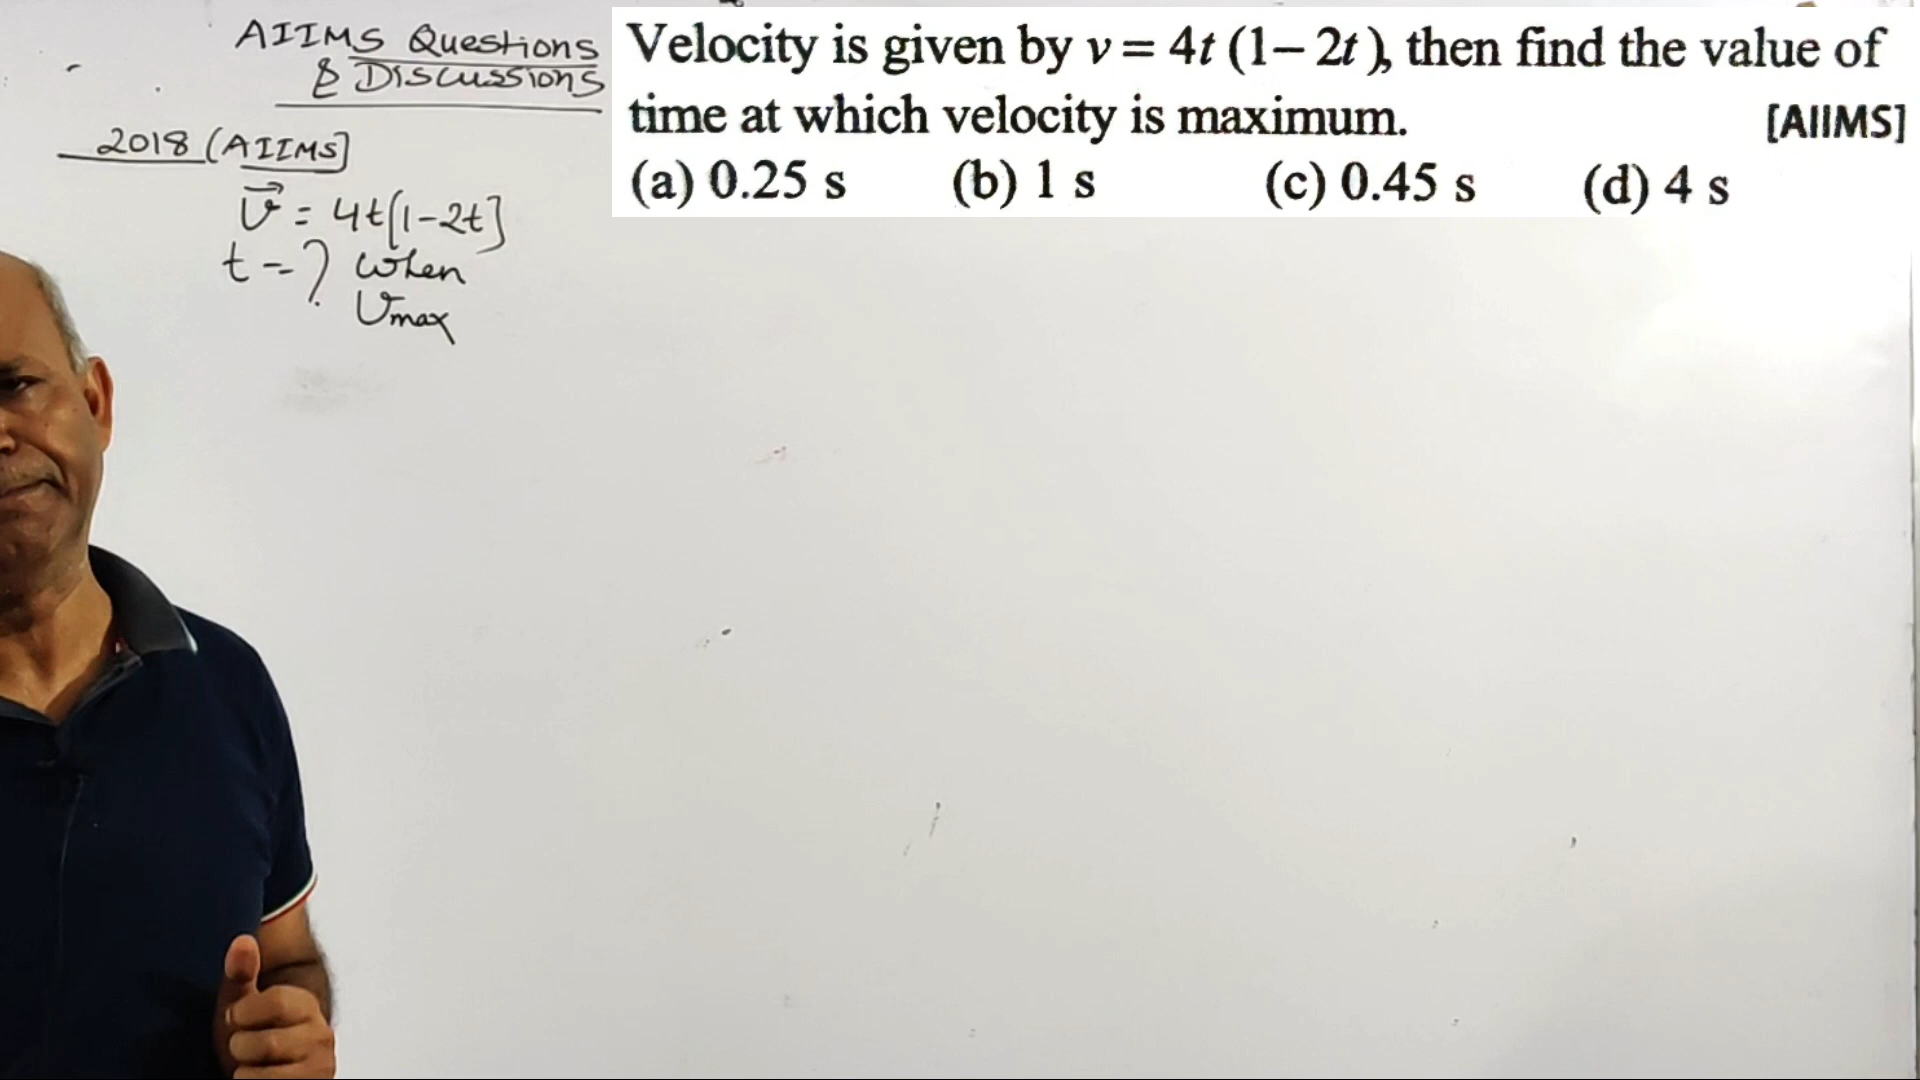 AIIMS Questions
& Discussions
2018 (AIIMS]
v = 4t[1-2t]
t = ? when
vmax
Velocity is given by v = 4t (1– 2t ), then find the value of
time at which velocity is maximum. [AIIMS]
(a) 0.25 s (b) 1 s (c) 0.45 s (d) 4 s